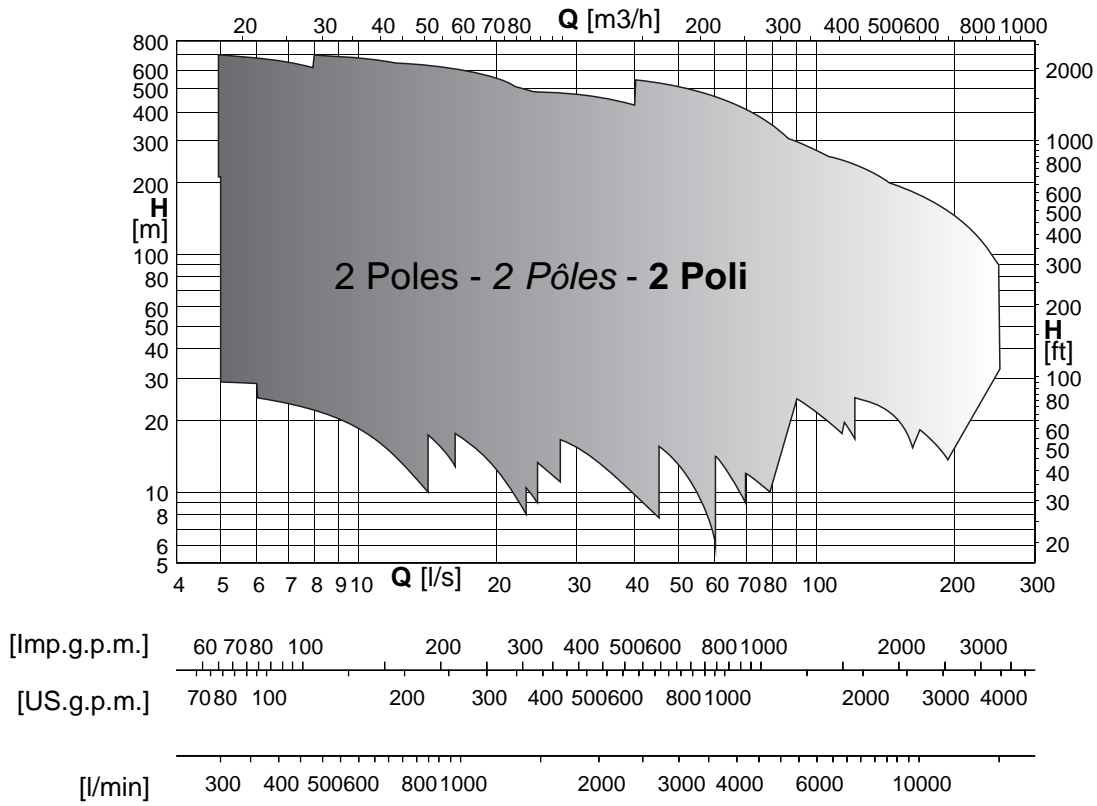 Q [m3/h]
20 30 40 50 60 70 80 200 300 400 500 600 800 1000
800
600
500
400
300
200
H
[m]
100
80
60
50
40
30
20
10
8
6
5
2000
1000
800
600
500
400
300
200
H
[ft]
100
80
60
50
40
30
20
2 Poles - 2 Pôles - 2 Poli
4 5 6 7 8 9 10 Q [l/s] 20 30 40 50 60 70 80 100 200 300
[Imp.g.p.m.] 60 70 80 100 200 300 400 500 600 800 1000 2000 3000
[US.g.p.m.] 70 80 100 200 300 400 500 600 800 1000 2000 3000 4000
[l/min] 300 400 500 600 800 1000 2000 3000 4000 6000 10000